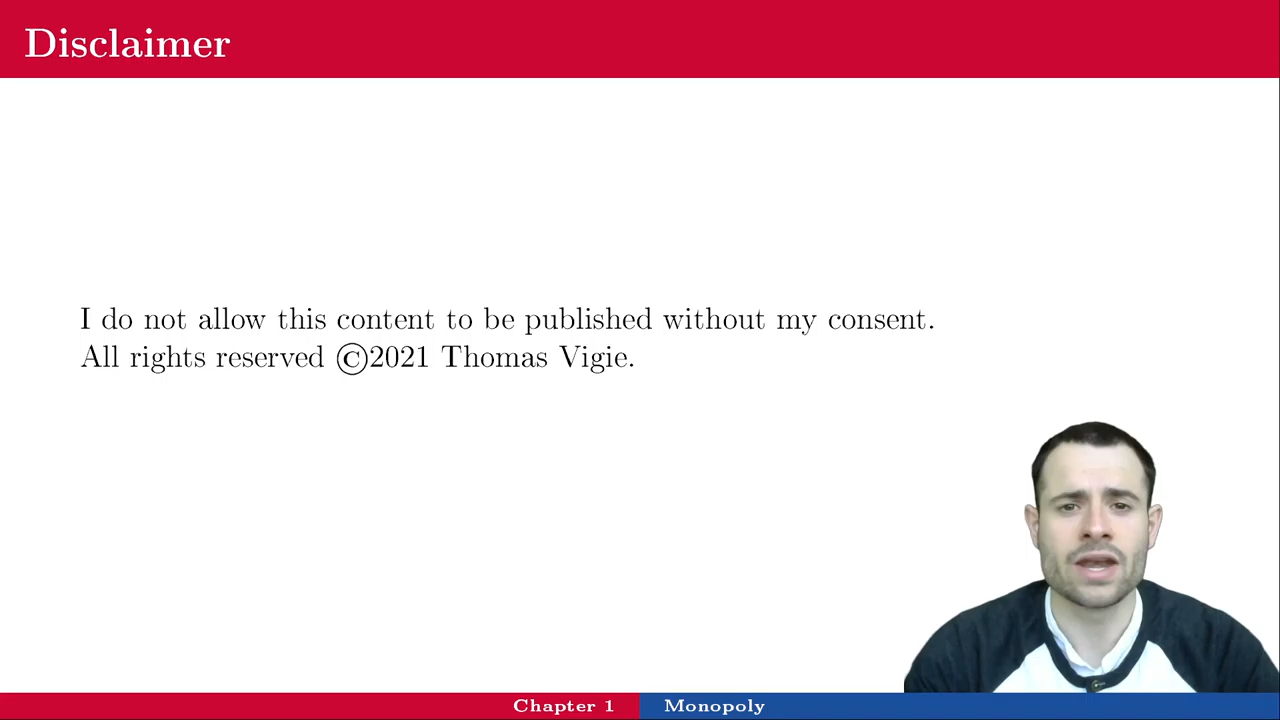 Disclaimer
I do not allow this content to be published without my consent.
All rights reserved ©2021 Thomas Vigie.
Chapter 1 Monopoly